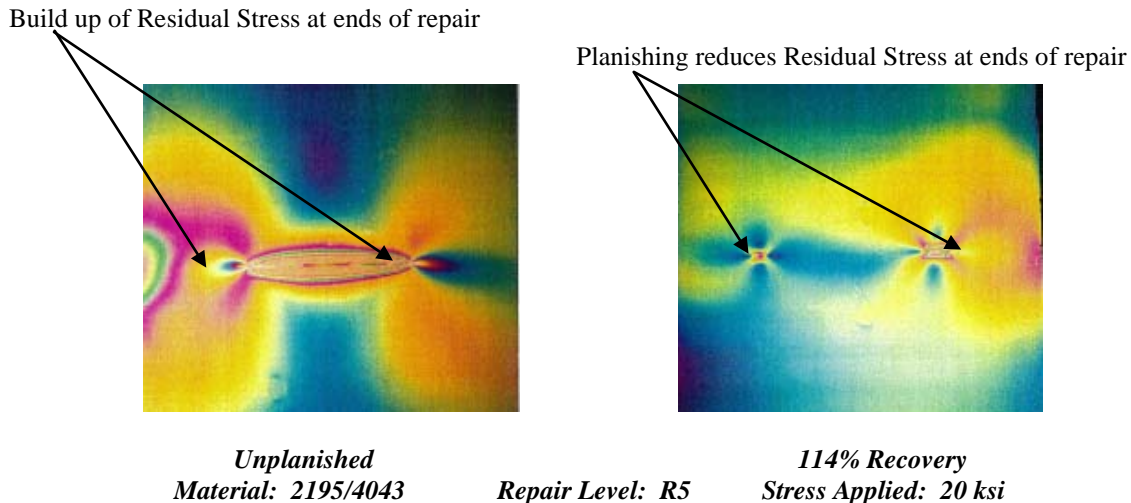 Build up of Residual Stress at ends of repair
Planishing reduces Residual Stress at ends of repair
Unplanished
114% Recovery
Material: 2195/4043
Repair Level: R5
Stress Applied: 20 ksi